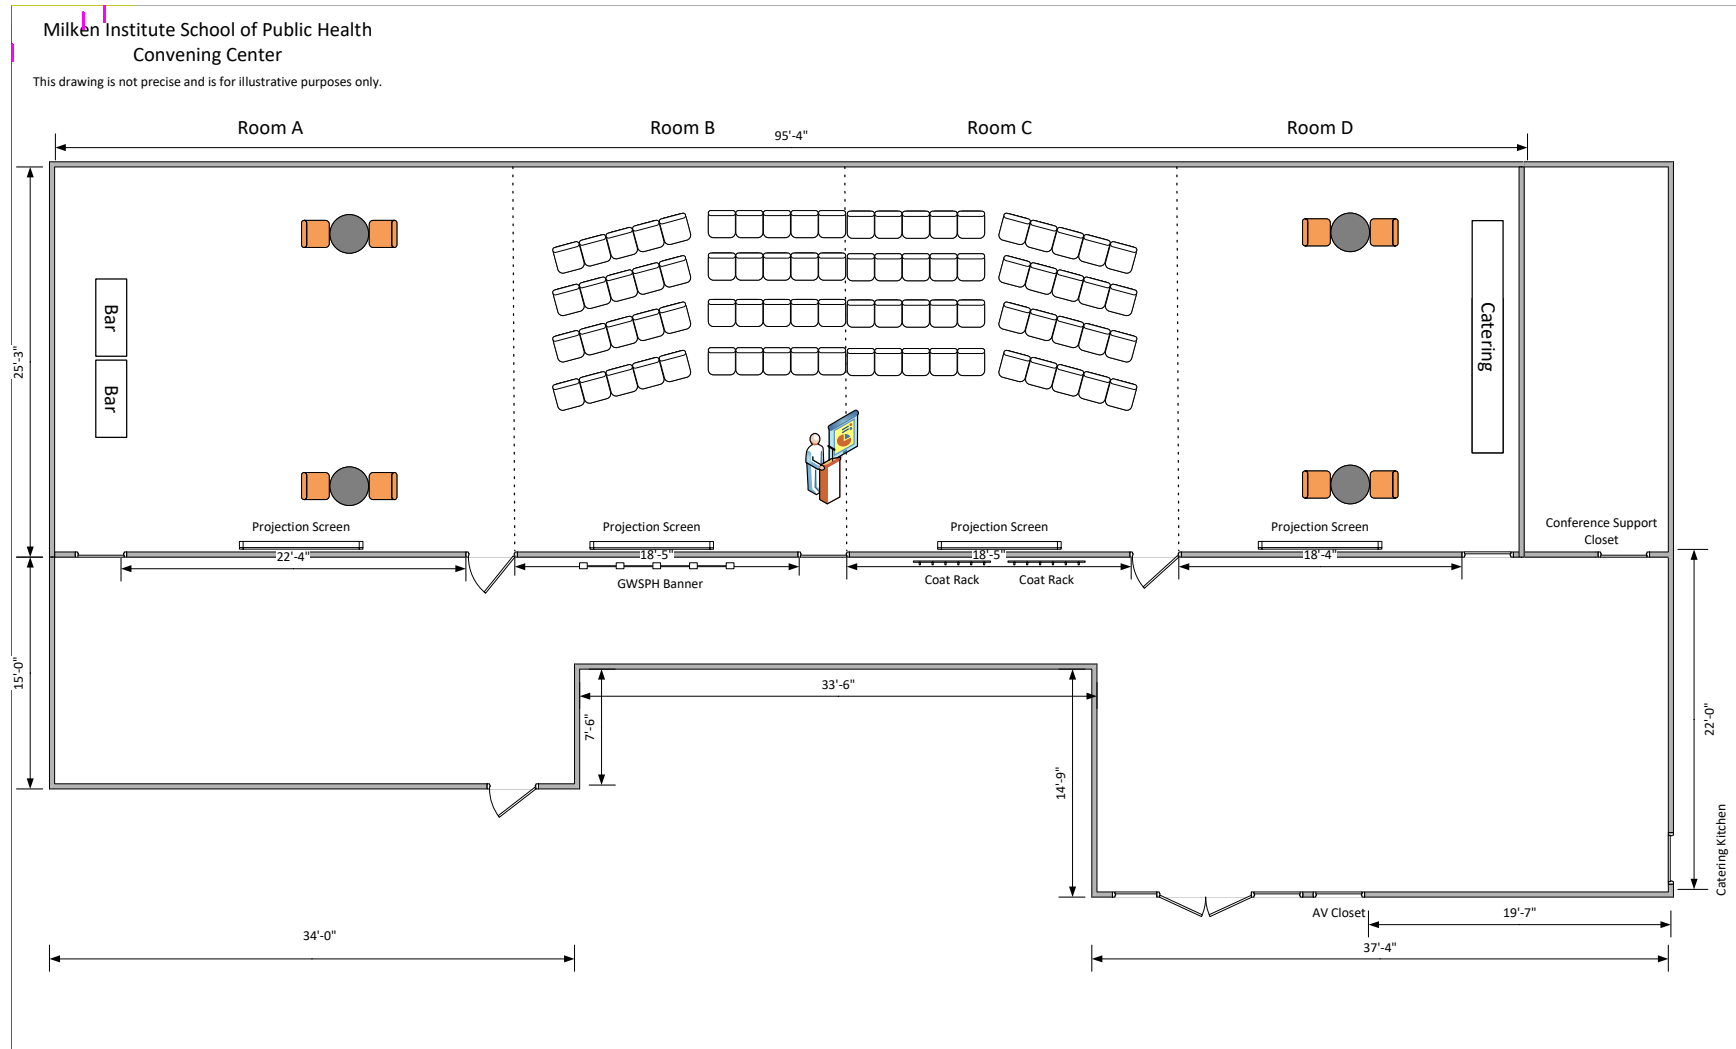 Milken Institute School of Public Health
Convening Center
This drawing is not precise and is for illustrative purposes only.
Room A
Room B
Room C
Room D
95'-4"
25'-3"
Bar
Bar
Catering
Projection Screen
Projection Screen
Projection Screen
Projection Screen
Conference Support
Closet
22'-4"
18'-5"
18'-5"
18'-4"
GWSPH Banner
Coat Rack
Coat Rack
15'-0"
33'-6"
7'-6"
14'-9"
22'-0"
Catering Kitchen
AV Closet
19'-7"
34'-0"
37'-4"